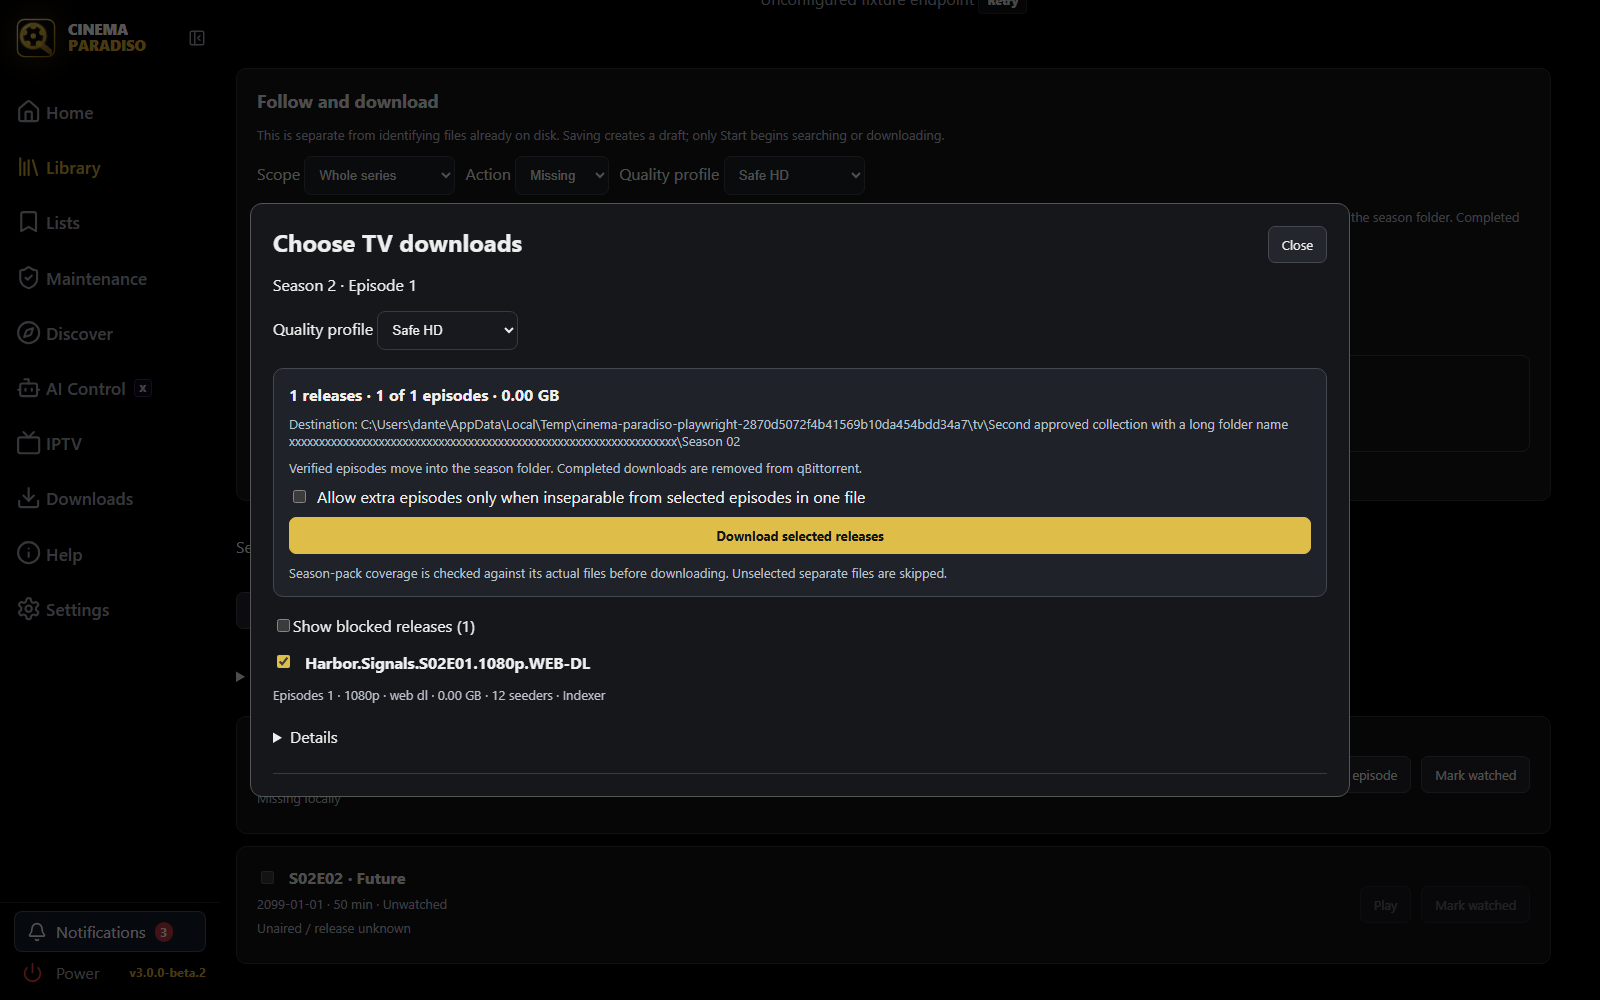 CINEMA
PARADISO
Home
Library
Lists
Maintenance
Discover
AI Control x
IPTV
Downloads
Help
Settings
Notifications 3
Power v3.0.0-beta.2
Unconfigured fixture endpoint Retry
Follow and download
This is separate from identifying files already on disk. Saving creates a draft; only Start begins searching or downloading.
Scope Whole series Action Missing Quality profile Safe HD
the season folder. Completed
Choose TV downloads
Close
Season 2 · Episode 1
Quality profile Safe HD
1 releases · 1 of 1 episodes · 0.00 GB
Destination: C:\Users\dante\AppData\Local\Temp\cinema-paradiso-playwright-2870d5072f4b41569b10da454bdd34a7\tv\Second approved collection with a long folder name
xxxxxxxxxxxxxxxxxxxxxxxxxxxxxxxxxxxxxxxxxxxxxxxxxxxxxxxxxxxxxxxxxxxxxx\Season 02
Verified episodes move into the season folder. Completed downloads are removed from qBittorrent.
Allow extra episodes only when inseparable from selected episodes in one file
Download selected releases
Season-pack coverage is checked against its actual files before downloading. Unselected separate files are skipped.
Show blocked releases (1)
Harbor.Signals.S02E01.1080p.WEB-DL
Episodes 1 · 1080p · web dl · 0.00 GB · 12 seeders · Indexer
Details
episode Mark watched
Missing locally
S02E02 · Future
2099-01-01 · 50 min · Unwatched
Unaired / release unknown
Play Mark watched